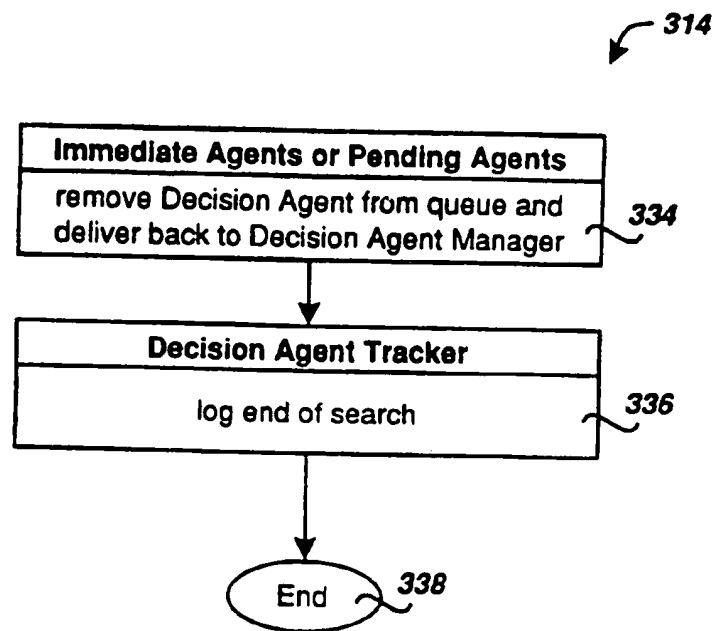 314
Immediate Agents or Pending Agents
remove Decision Agent from queue and
deliver back to Decision Agent Manager
334
Decision Agent Tracker
log end of search
336
End
338